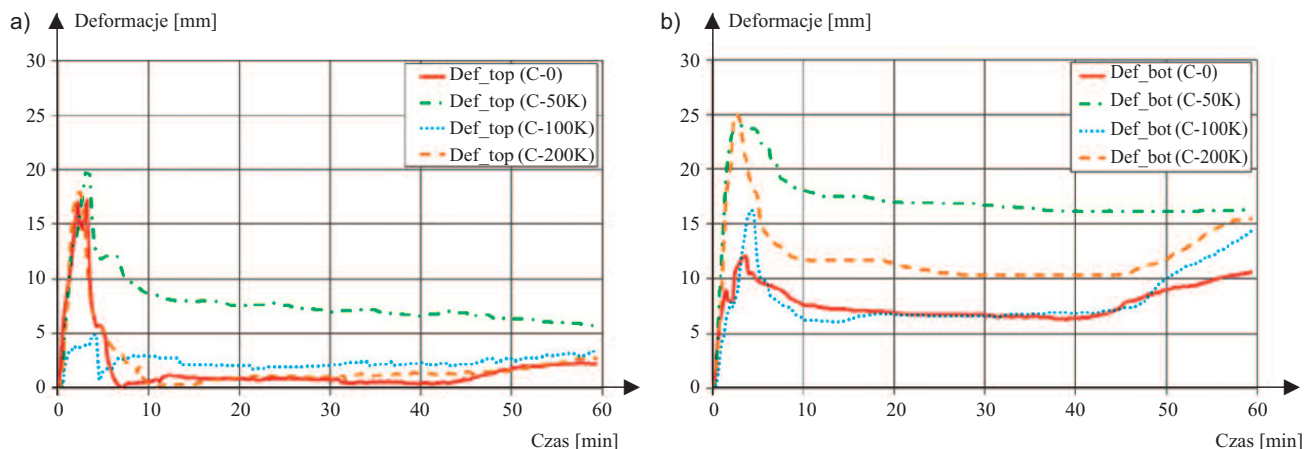 a)
Deformacje [mm]
30
25
20
15
10
5
0
Def_top (C-0)
Def_top (C-50K)
Def_top (C-100K)
Def_top (C-200K)
0 10 20 30 40 50 60
Czas [min]
b)
Deformacje [mm]
30
25
20
15
10
5
0
Def_bot (C-0)
Def_bot (C-50K)
Def_bot (C-100K)
Def_bot (C-200K)
0 10 20 30 40 50 60
Czas [min]